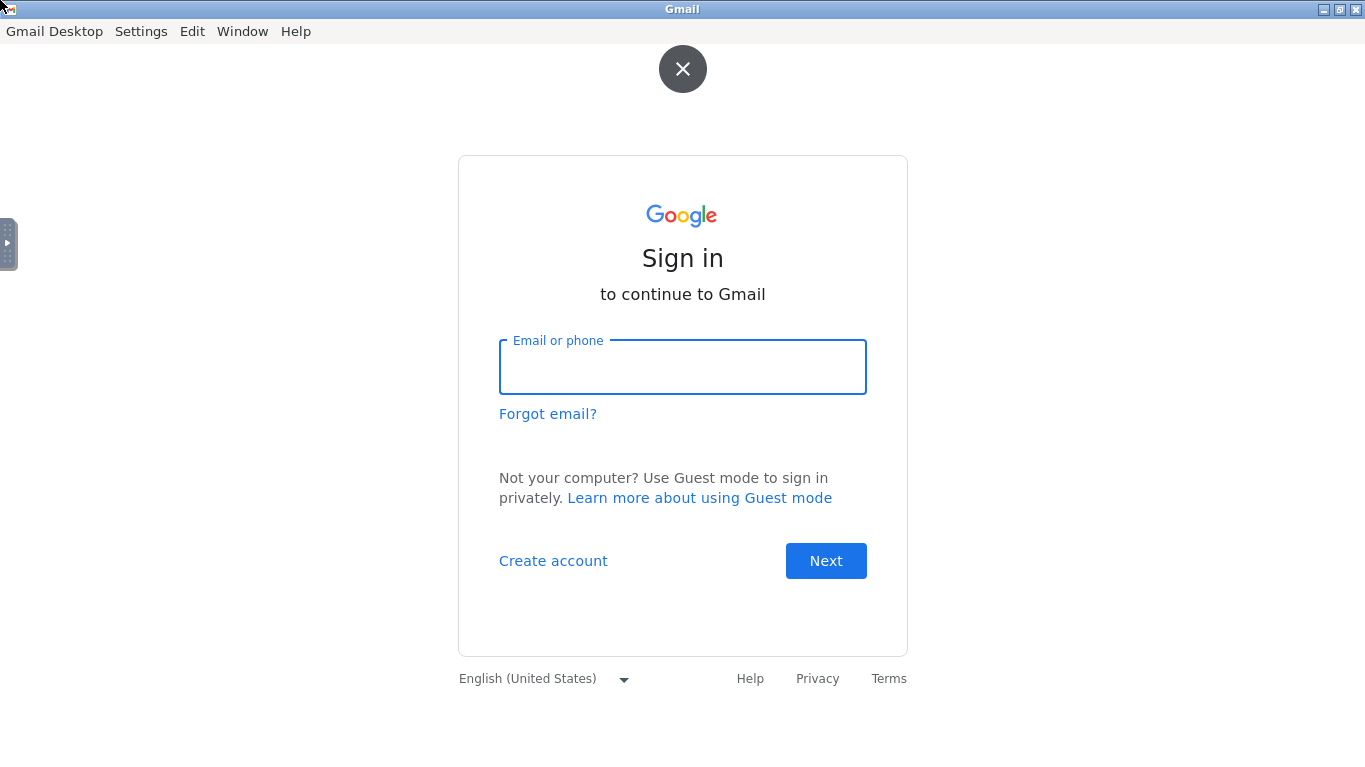 Gmail
Gmail Desktop Settings Edit Window Help
Google
Sign in
to continue to Gmail
Email or phone
Forgot email?
Not your computer? Use Guest mode to sign in
privately. Learn more about using Guest mode
Create account Next
English (United States) Help Privacy Terms